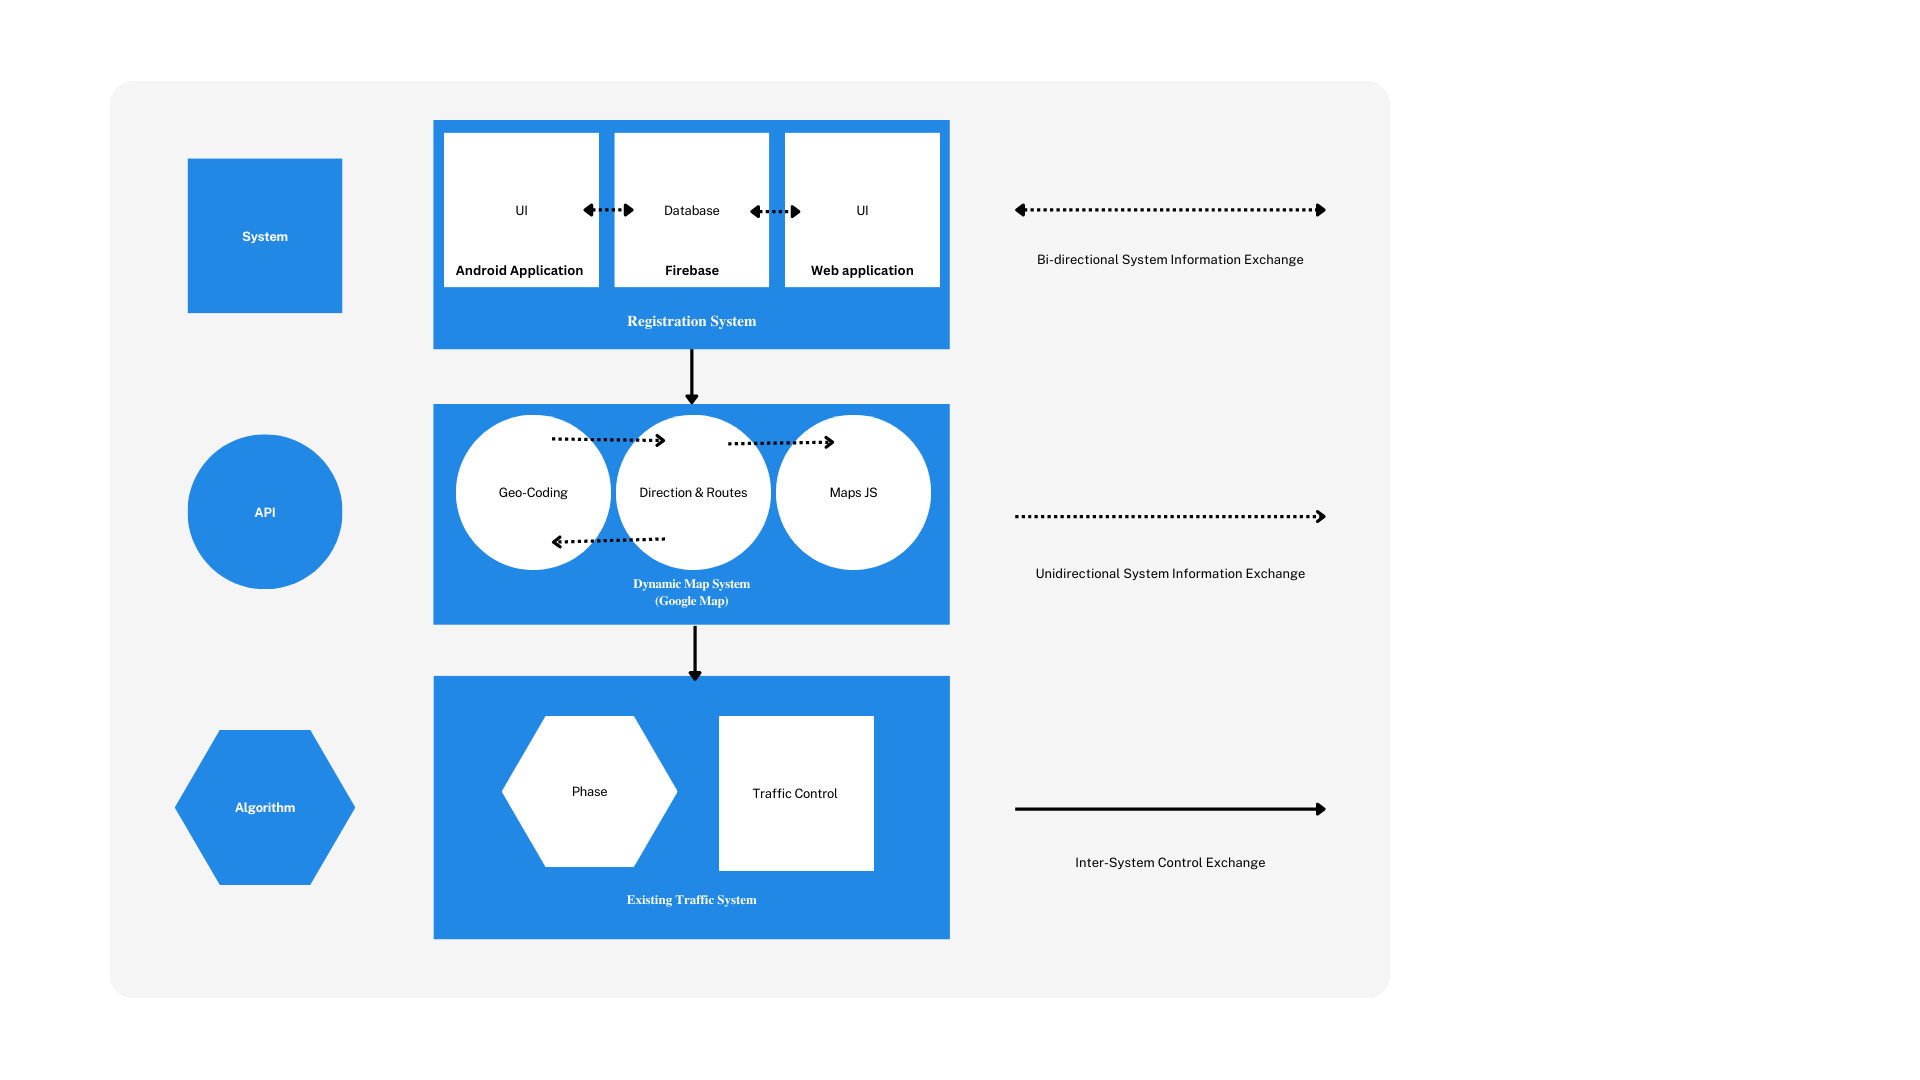 System
API
Algorithm
UI
Android Application
Database
Firebase
UI
Web application
Registration System
Geo-Coding
Direction & Routes
Maps JS
Dynamic Map System
(Google Map)
Phase
Traffic Control
Existing Traffic System
Bi-directional System Information Exchange
Unidirectional System Information Exchange
Inter-System Control Exchange